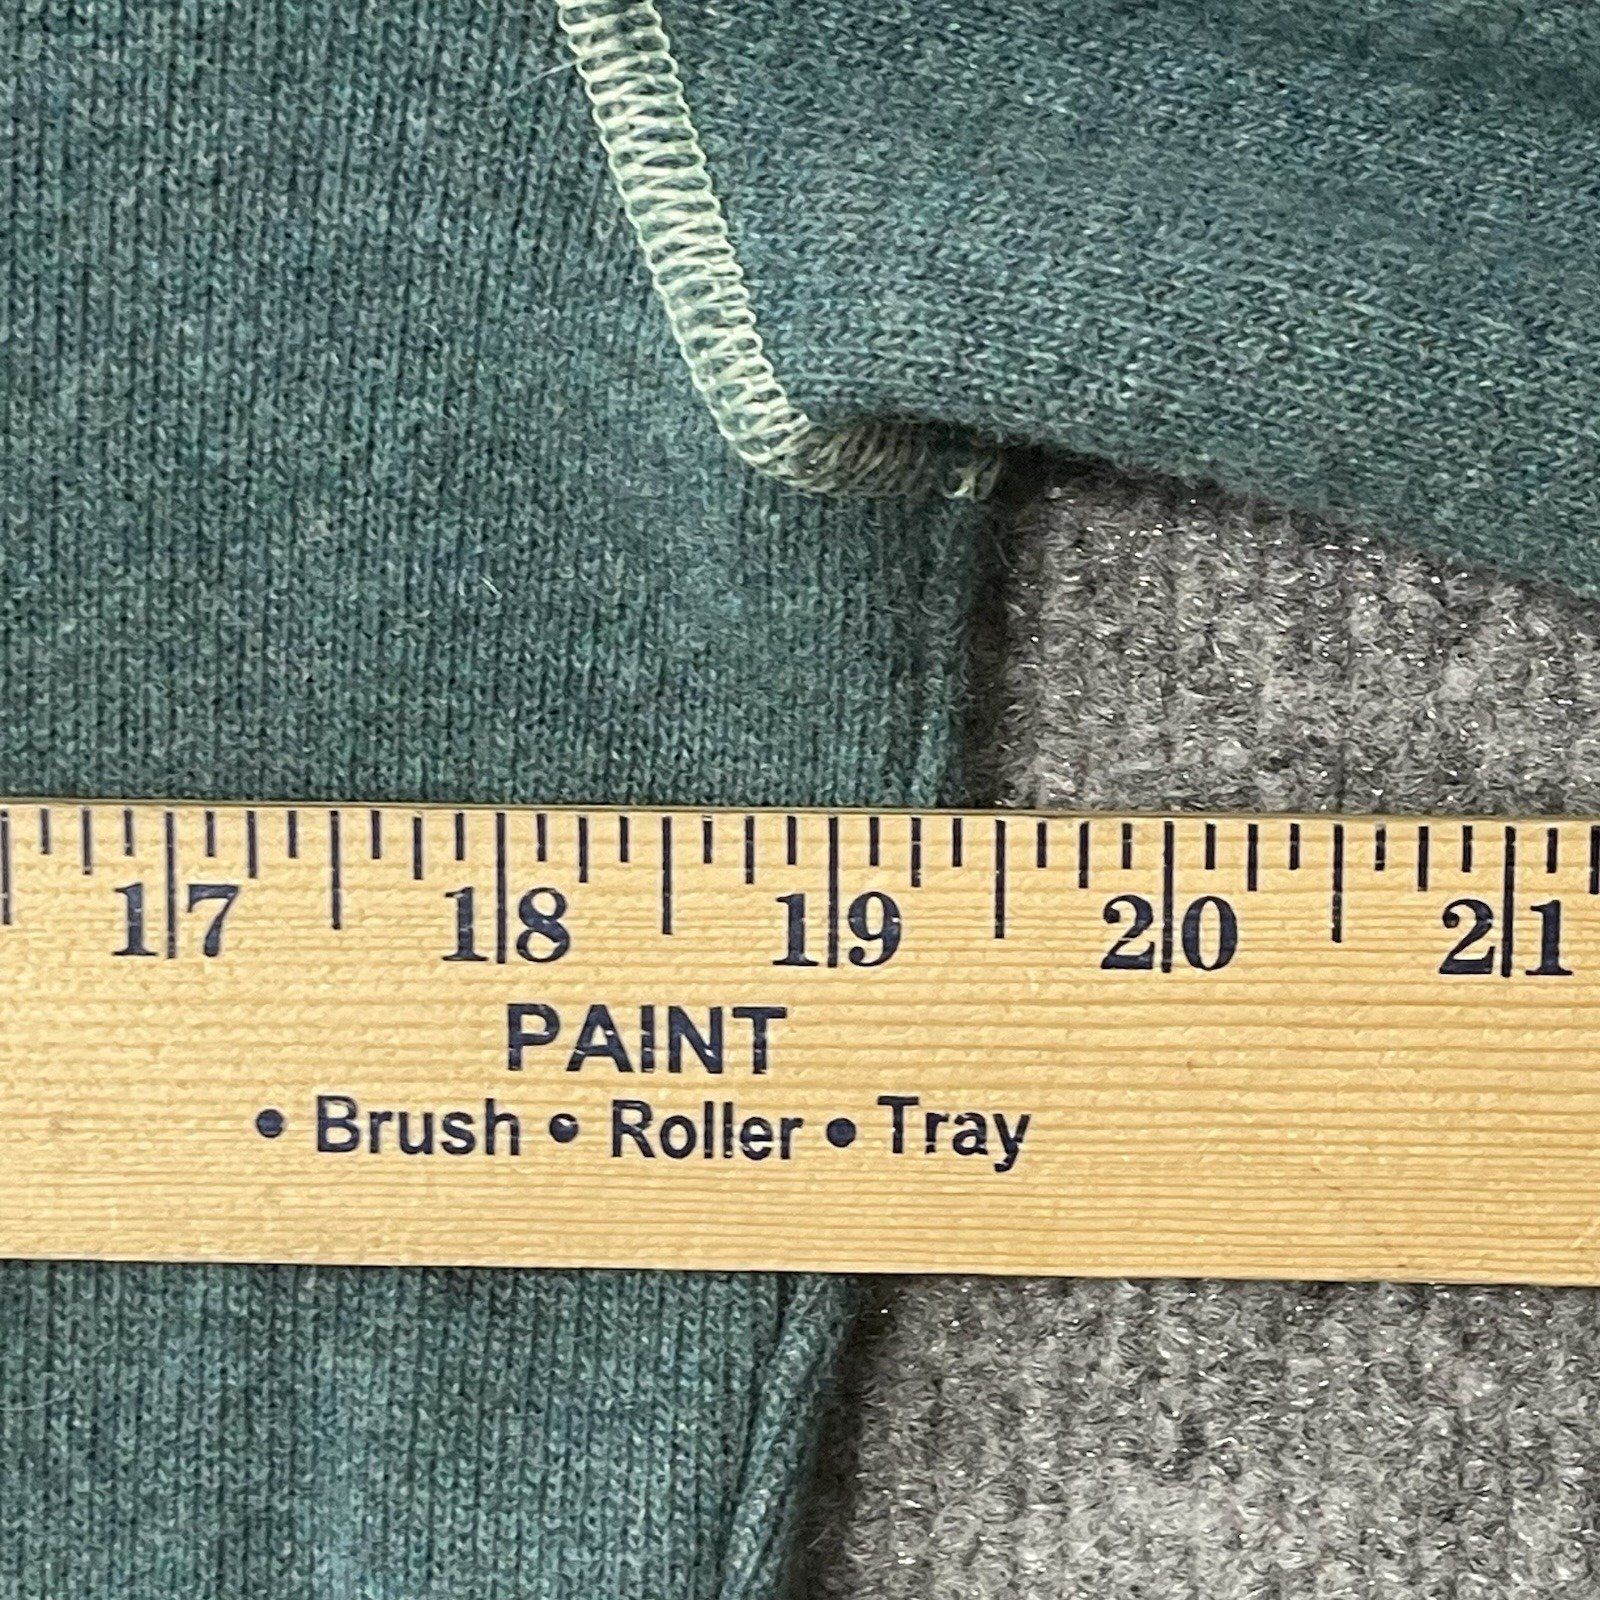 17 18 19 20 21
PAINT
• Brush • Roller • Tray